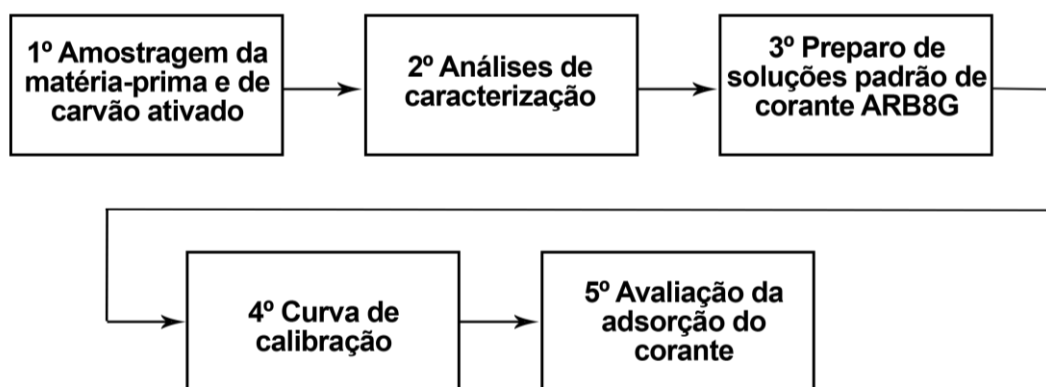 1º Amostragem da
matéria-prima e de
carvão ativado
2º Análises de
caracterização
3º Preparo de
soluções padrão de
corante ARB8G
4º Curva de
calibração
5º Avaliação da
adsorção do
corante